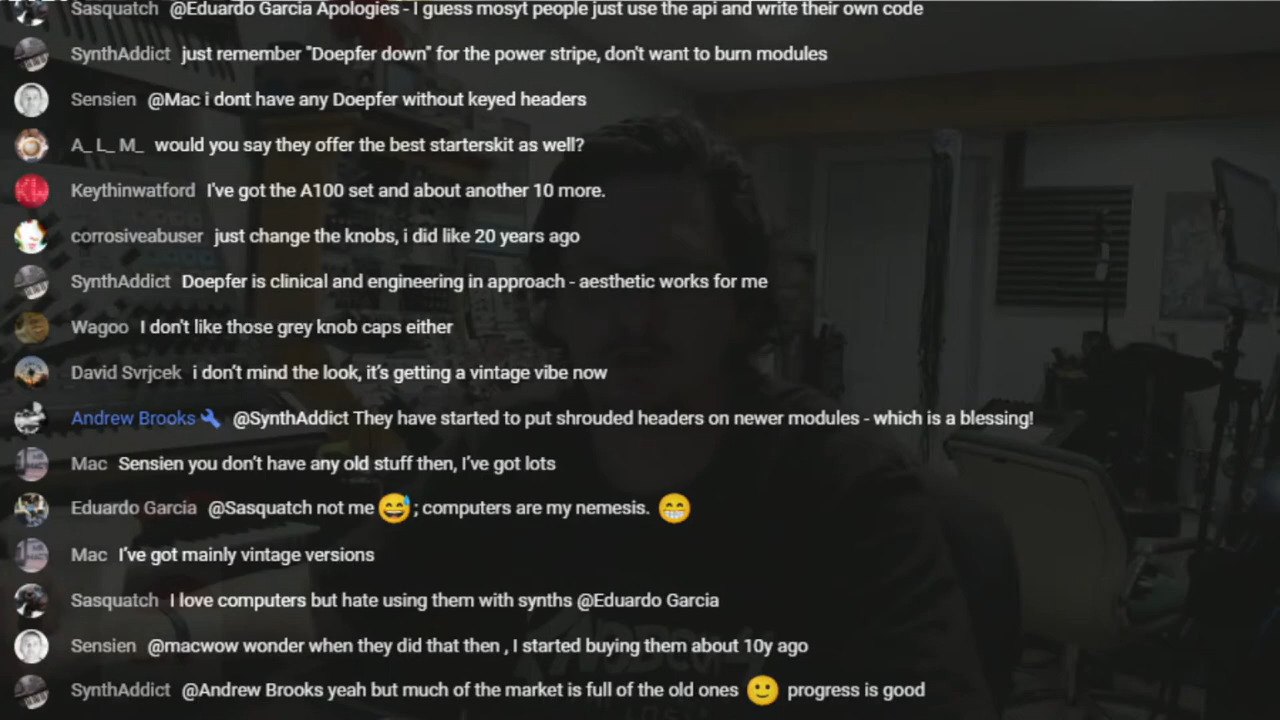 Sasquatch @Eduardo Garcia Apologies - I guess mosyt people just use the api and write their own code
SynthAddict just remember "Doepfer down" for the power stripe, don't want to burn modules
Sensien @Mac i dont have any Doepfer without keyed headers
A_ L_ M_ would you say they offer the best starterskit as well?
Keythinwatford I've got the A100 set and about another 10 more.
corrosiveabuser just change the knobs, i did like 20 years ago
SynthAddict Doepfer is clinical and engineering in approach - aesthetic works for me
Wagoo I don't like those grey knob caps either
David Svrjcek i don't mind the look, it's getting a vintage vibe now
Andrew Brooks @SynthAddict They have started to put shrouded headers on newer modules - which is a blessing!
Mac Sensien you don't have any old stuff then, I've got lots
Eduardo Garcia @Sasquatch not me 😅 ; computers are my nemesis. 😁
Mac I've got mainly vintage versions
Sasquatch I love computers but hate using them with synths @Eduardo Garcia
Sensien @macwow wonder when they did that then , I started buying them about 10y ago
SynthAddict @Andrew Brooks yeah but much of the market is full of the old ones 🙂 progress is good